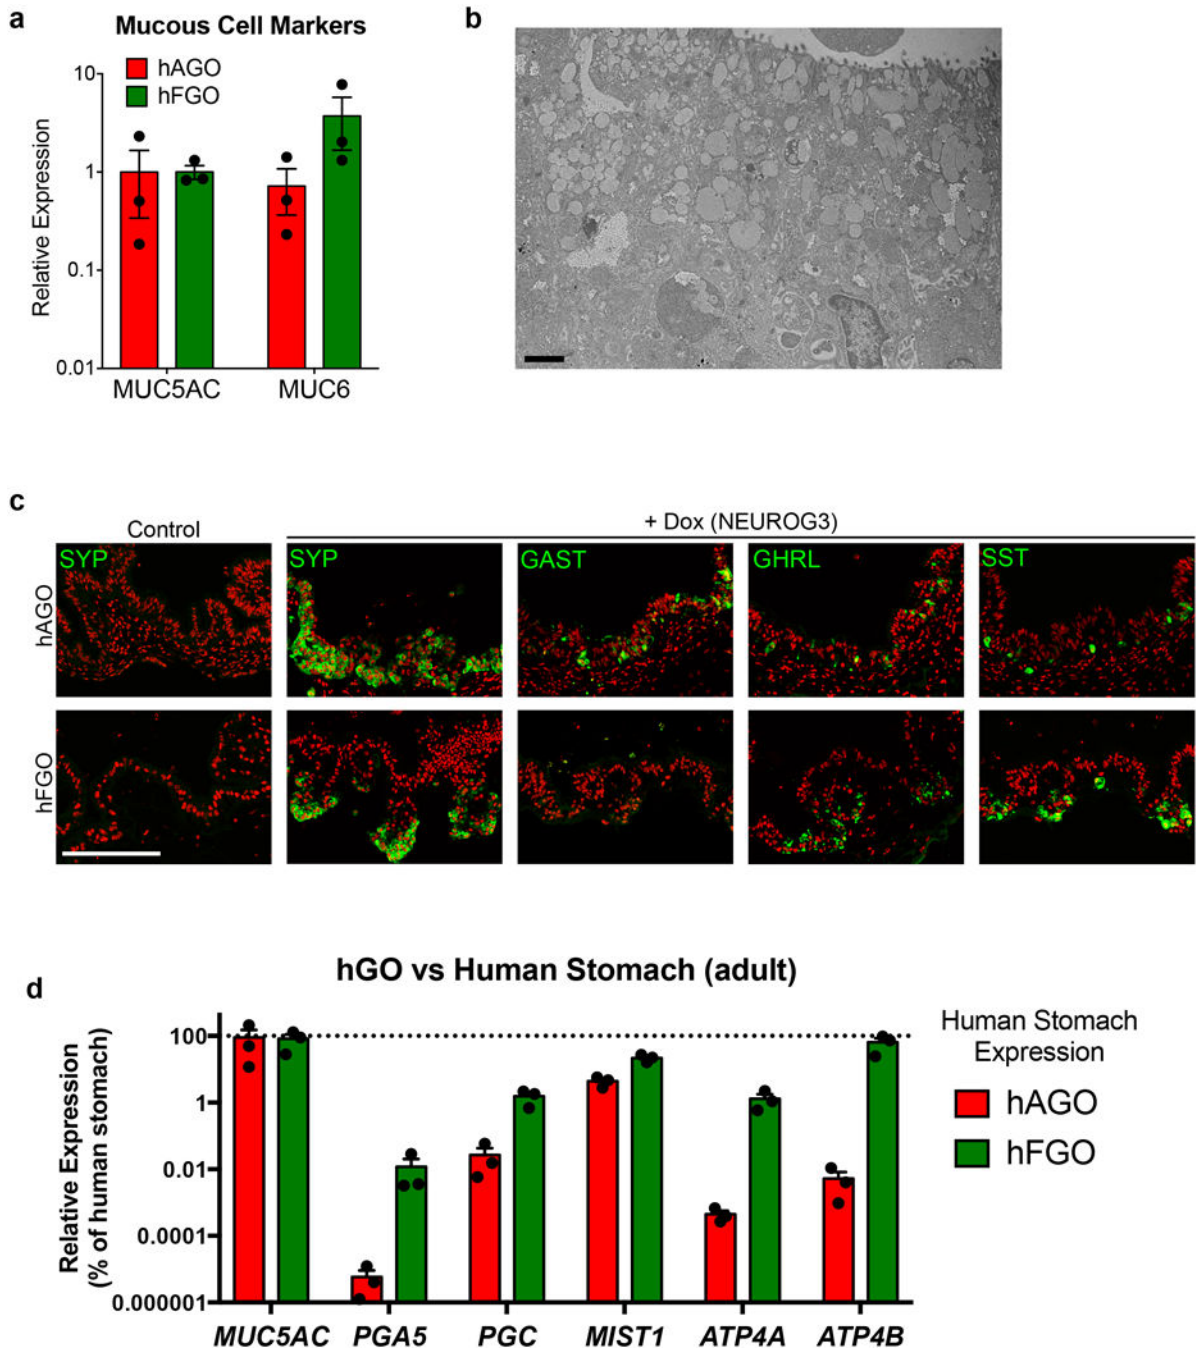 a
Mucous Cell Markers
hAGO
hFGO
Relative Expression
10
1
0.1
0.01
MUC5AC
MUC6
b
c
Control
+ Dox (NEUROG3)
SYP
SYP
GAST
GHRL
SST
hAGO
hFGO
d
hGO vs Human Stomach (adult)
Relative Expression
(% of human stomach)
100
1
0.01
0.0001
0.000001
MUC5AC
PGA5
PGC
MIST1
ATP4A
ATP4B
Human Stomach
Expression
hAGO
hFGO